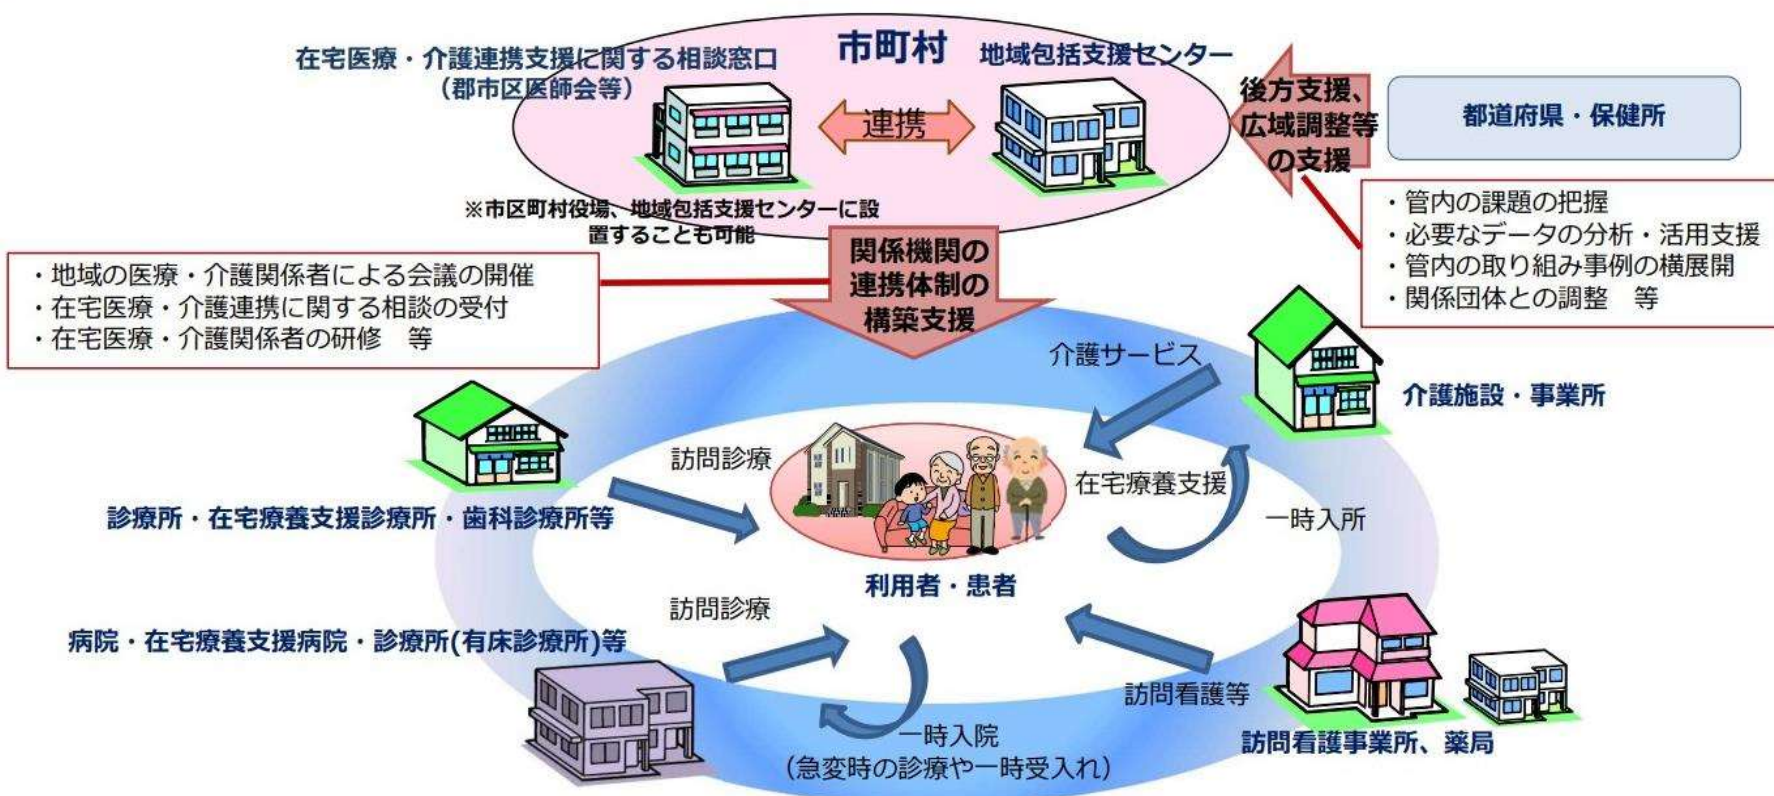 市町村
在宅医療・介護連携支援に関する相談窓口
（郡市区医師会等）
地域包括支援センター
連携
※市区町村役場、地域包括支援センターに設
置することも可能
後方支援、
広域調整等
の支援
都道府県・保健所
・管内の課題の把握
・必要なデータの分析・活用支援
・管内の取り組み事例の横展開
・関係団体との調整　等
関係機関の
連携体制の
構築支援
・地域の医療・介護関係者による会議の開催
・在宅医療・介護連携に関する相談の受付
・在宅医療・介護関係者の研修　等
介護サービス
介護施設・事業所
訪問診療
在宅療養支援
一時入所
診療所・在宅療養支援診療所・歯科診療所等
利用者・患者
訪問診療
病院・在宅療養支援病院・診療所(有床診療所)等
訪問看護等
訪問看護事業所、薬局
一時入院
（急変時の診療や一時受入れ）